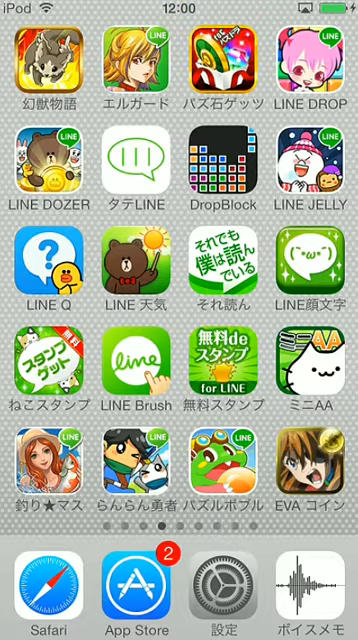 iPod 12:00
LINE LINE LINE
幻獣物語 エルガード パズ石ゲッツ LINE DROP
LINE LINE
LINE DOZER タテLINE DropBlock LINE JELLY
それでも
僕は読ん
でいる
LINE Q LINE 天気 それ読ん LINE顔文字
無料
スタンプ
ゲット
line
無料de
スタンプ
for LINE
ミニAA
ねこスタンプ LINE Brush 無料スタンプ ミニAA
LINE LINE LINE
釣り★マス らんらん勇者 パズルボブル EVA コイン
2
Safari App Store 設定 ボイスメモ